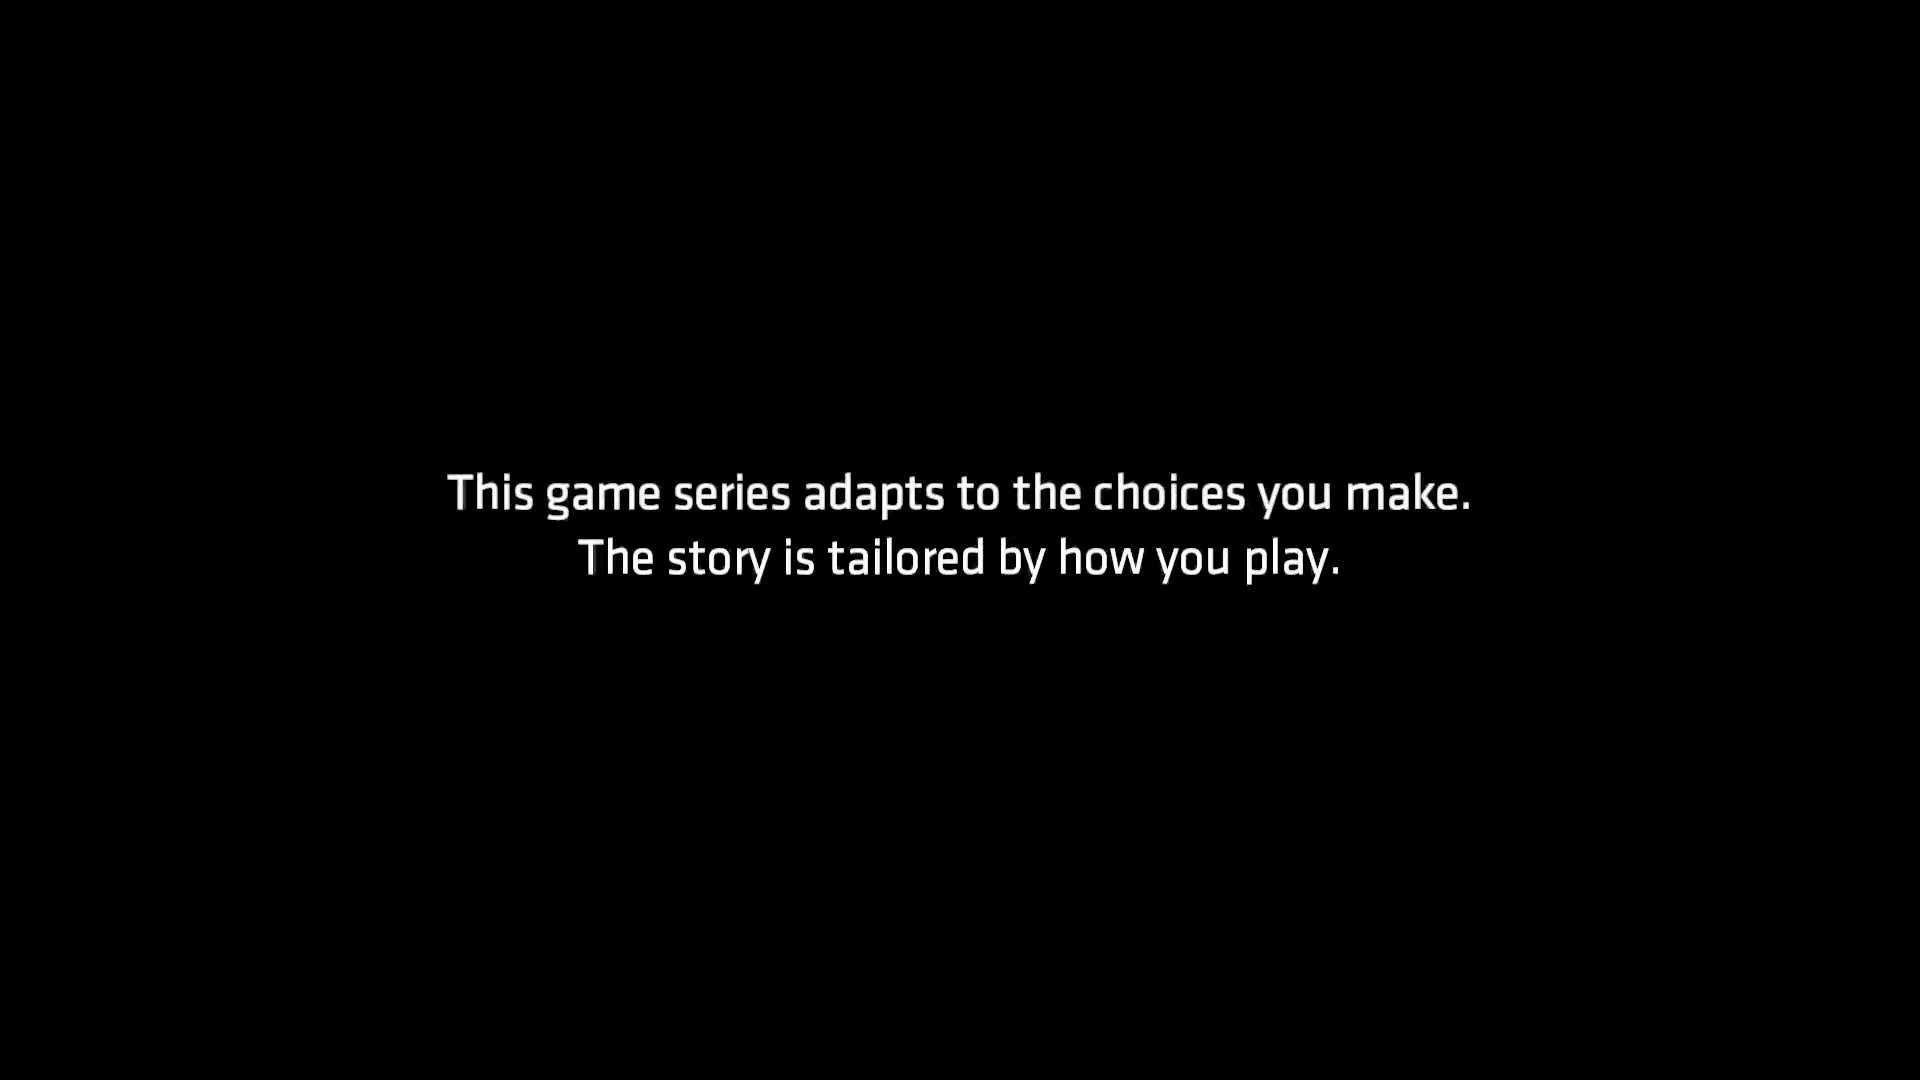 This game series adapts to the choices you make.
The story is tailored by how you play.